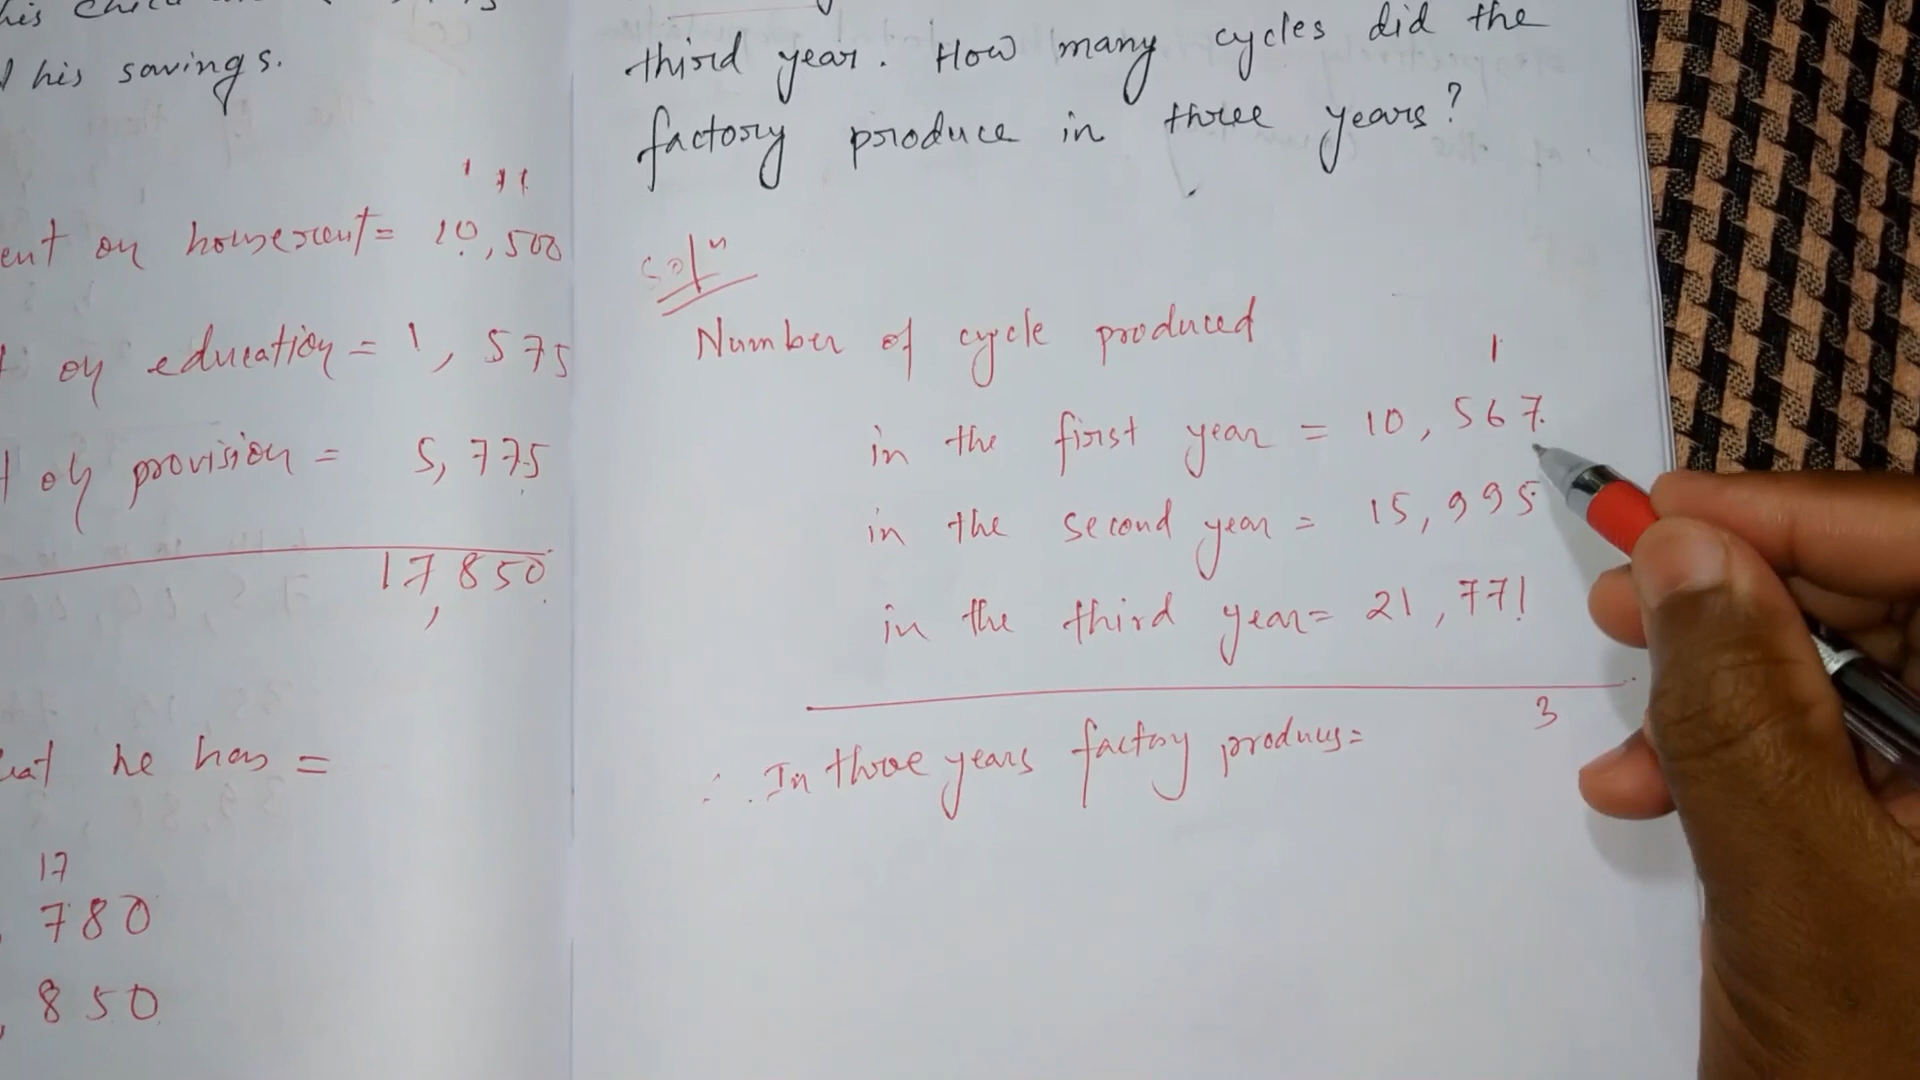 his savings.
on houserent = 10,500
on education = 1,575
provision = 5,775
17,850
he has =
17
780
850
third year. How many cycles did the
factory produce in three years?
Solⁿ
Number of cycle produced
1
in the first year = 10,567
in the second year = 15,995
in the third year = 21,771
3
∴ In three years factory produces =